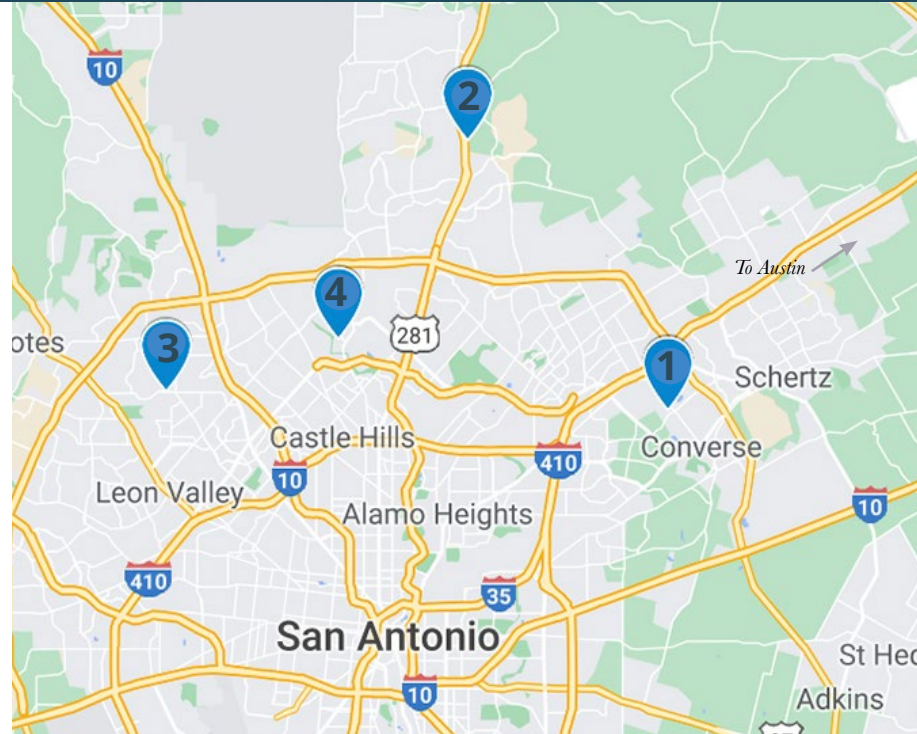 10
2
To Austin
4
281
otes
3
1
Schertz
Castle Hills
Converse
410
10
Leon Valley
10
Alamo Heights
410
35
San Antonio
St Hed
10
Adkins